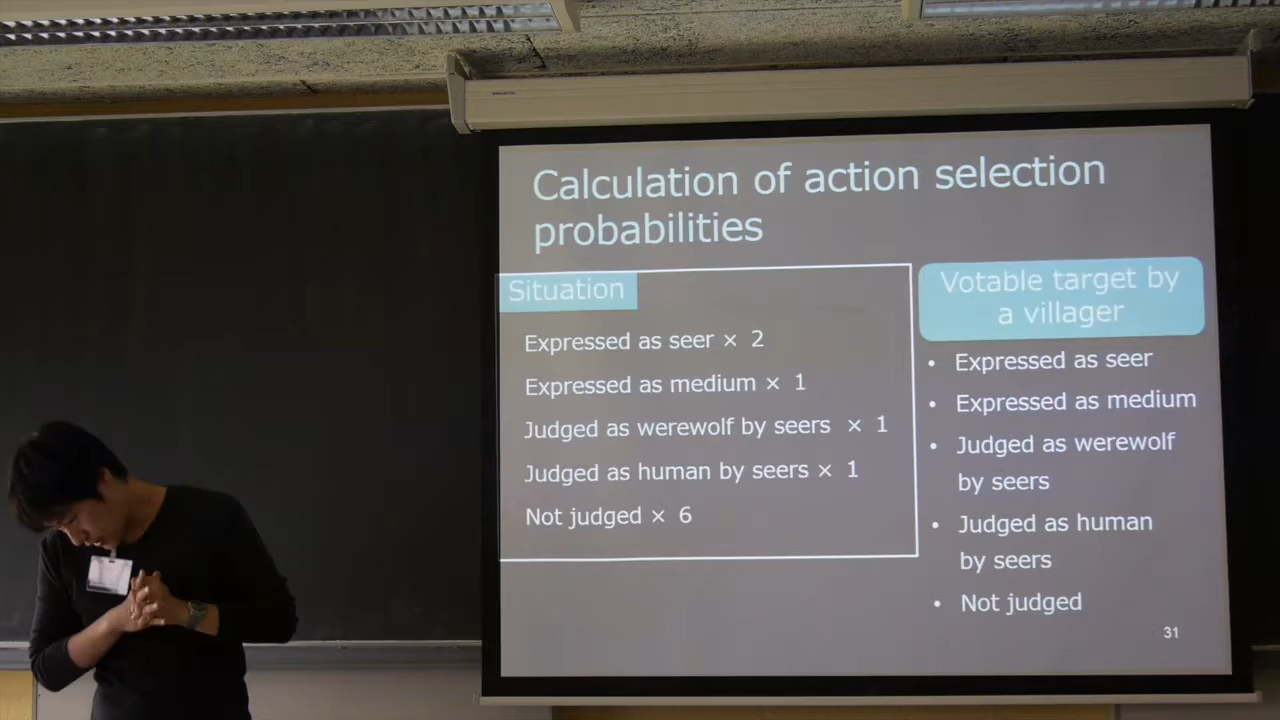 Calculation of action selection
probabilities
Situation
Expressed as seer × 2
Expressed as medium × 1
Judged as werewolf by seers × 1
Judged as human by seers × 1
Not judged × 6
Votable target by
a villager
• Expressed as seer
• Expressed as medium
• Judged as werewolf
by seers
• Judged as human
by seers
• Not judged
31